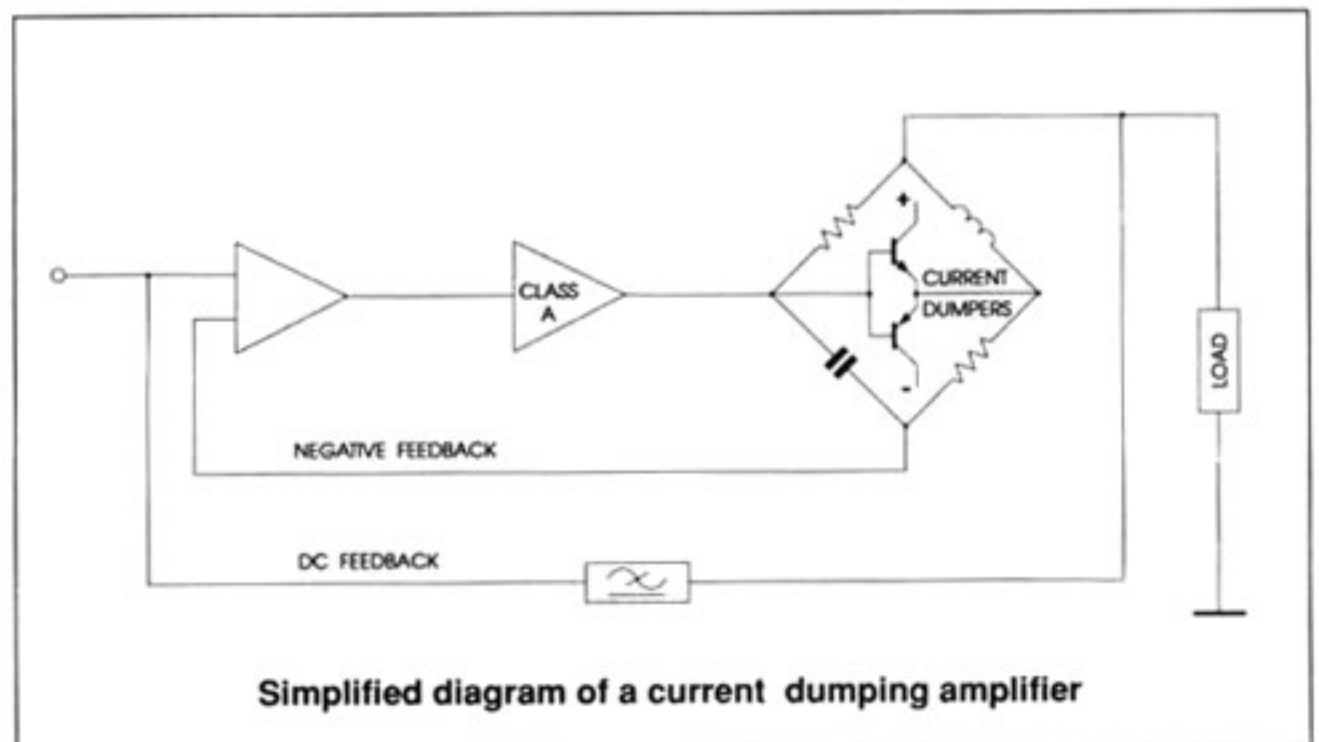 +
CLASS
A
CURRENT
DUMPERS
-
LOAD
NEGATIVE FEEDBACK
DC FEEDBACK
Simplified diagram of a current dumping amplifier